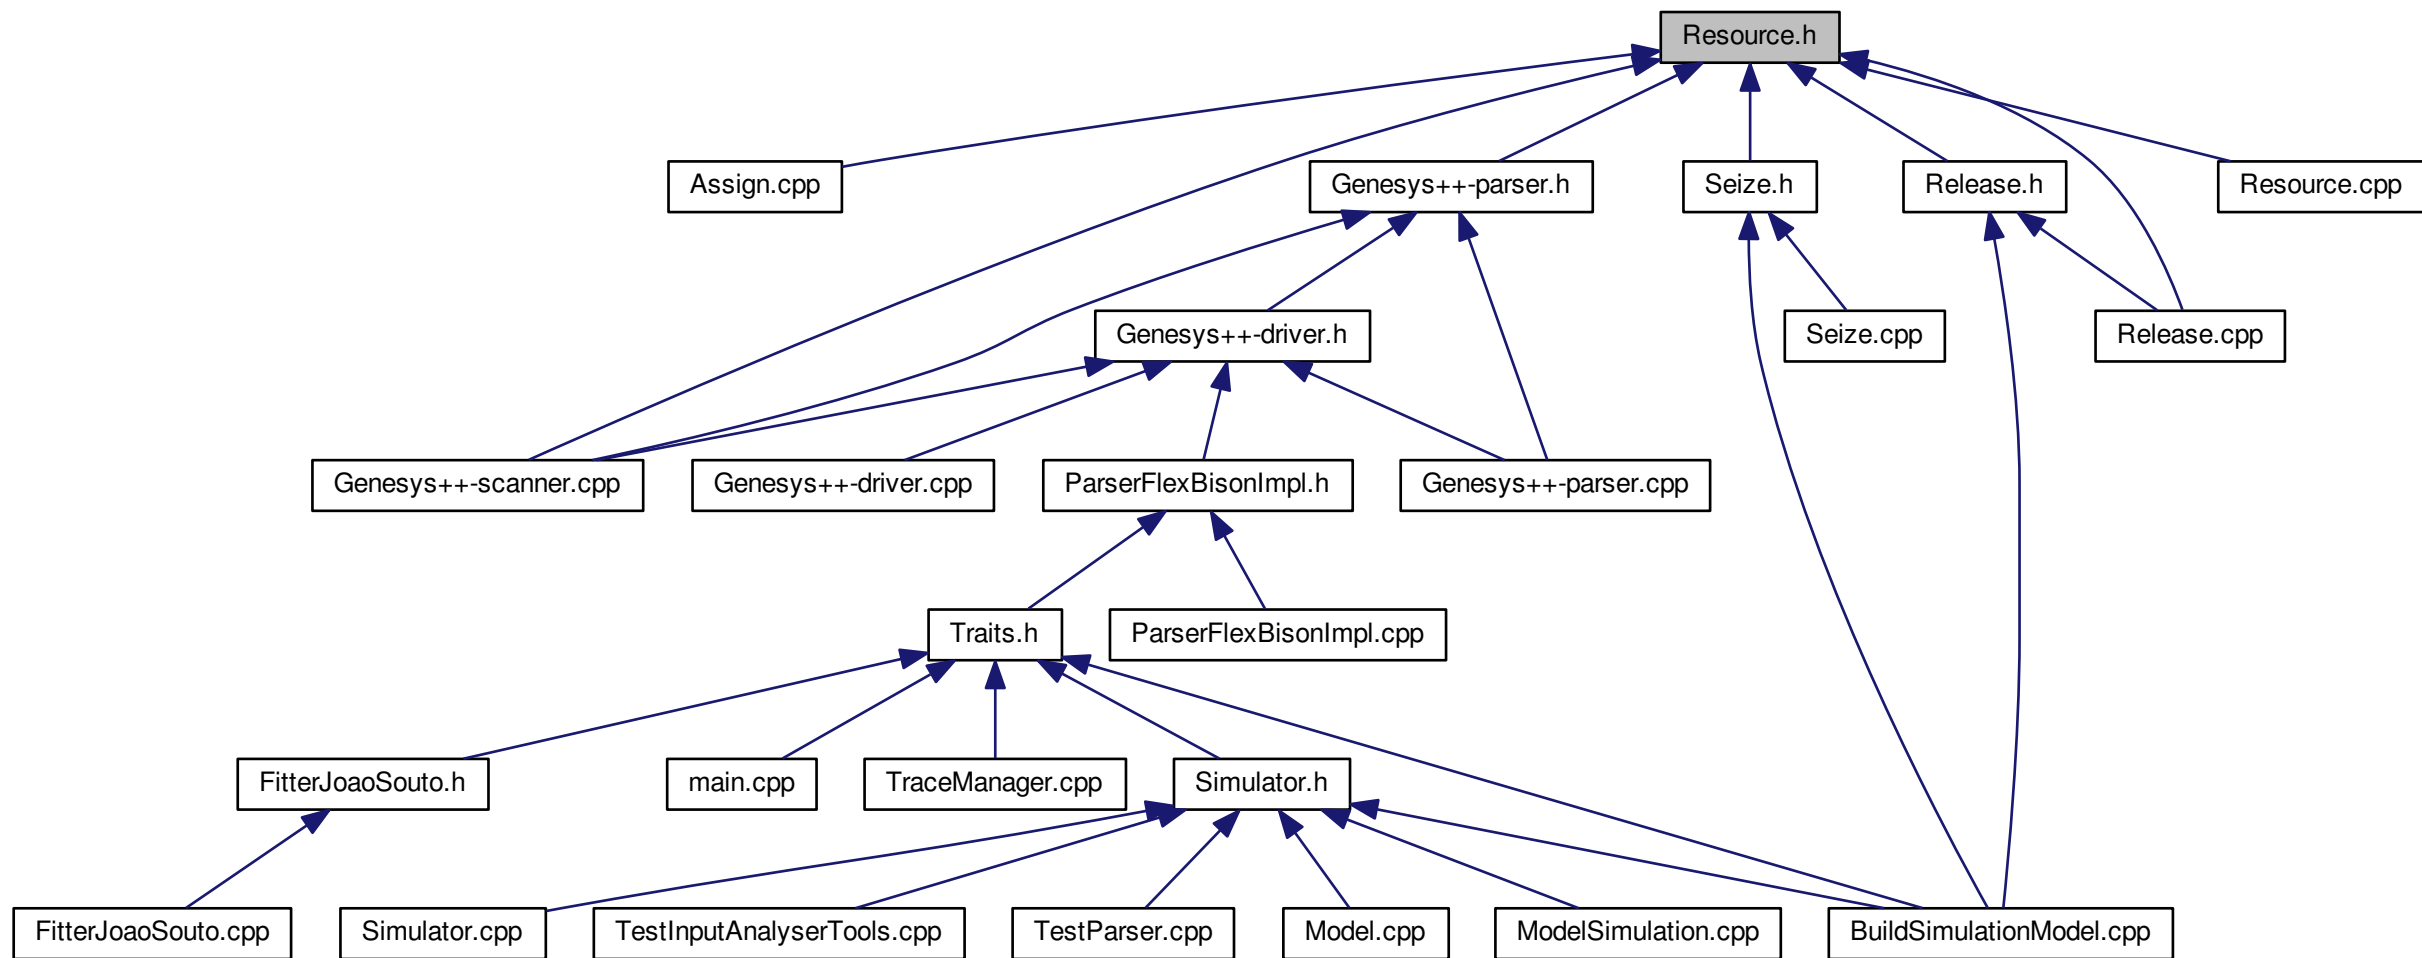 Resource.h
Assign.cpp
Genesys++-parser.h
Seize.h
Release.h
Resource.cpp
Genesys++-driver.h
Seize.cpp
Release.cpp
Genesys++-scanner.cpp
Genesys++-driver.cpp
ParserFlexBisonImpl.h
Genesys++-parser.cpp
Traits.h
ParserFlexBisonImpl.cpp
FitterJoaoSouto.h
main.cpp
TraceManager.cpp
Simulator.h
FitterJoaoSouto.cpp
Simulator.cpp
TestInputAnalyserTools.cpp
TestParser.cpp
Model.cpp
ModelSimulation.cpp
BuildSimulationModel.cpp